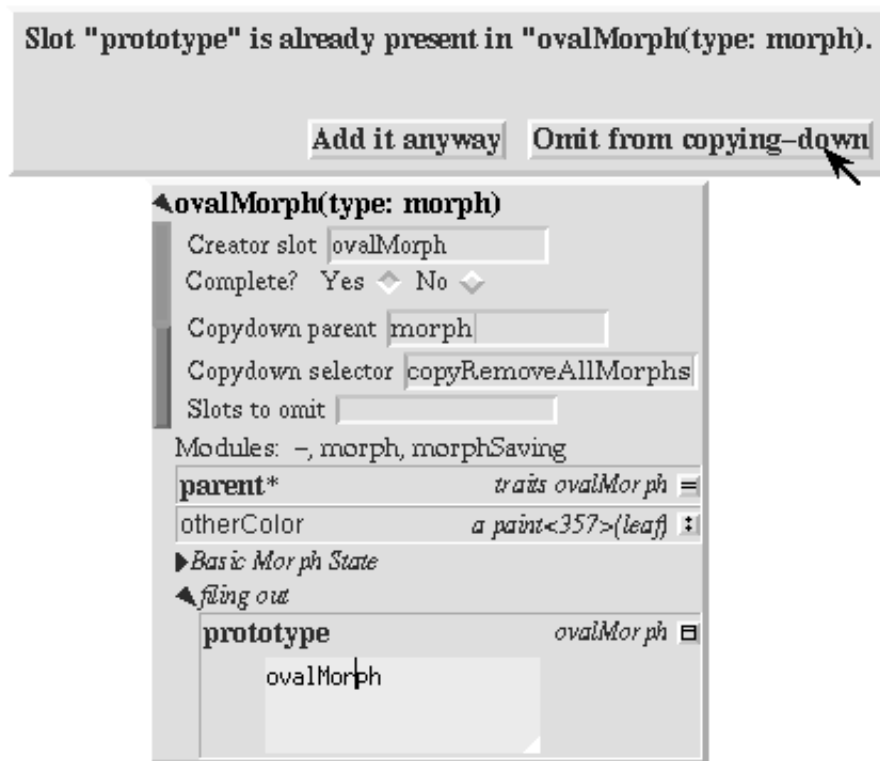 Slot "prototype" is already present in "ovalMorph(type: morph).
Add it anyway Omit from copying-down
ovalMorph(type: morph)
Creator slot ovalMorph
Complete? Yes No
Copydown parent morph
Copydown selector copyRemoveAllMorphs
Slots to omit
Modules: -, morph, morphSaving
parent* traits ovalMorph =
otherColor a paint<357>(leaf) :
Basic Morph State
filing out
prototype ovalMorph
ovalMorph